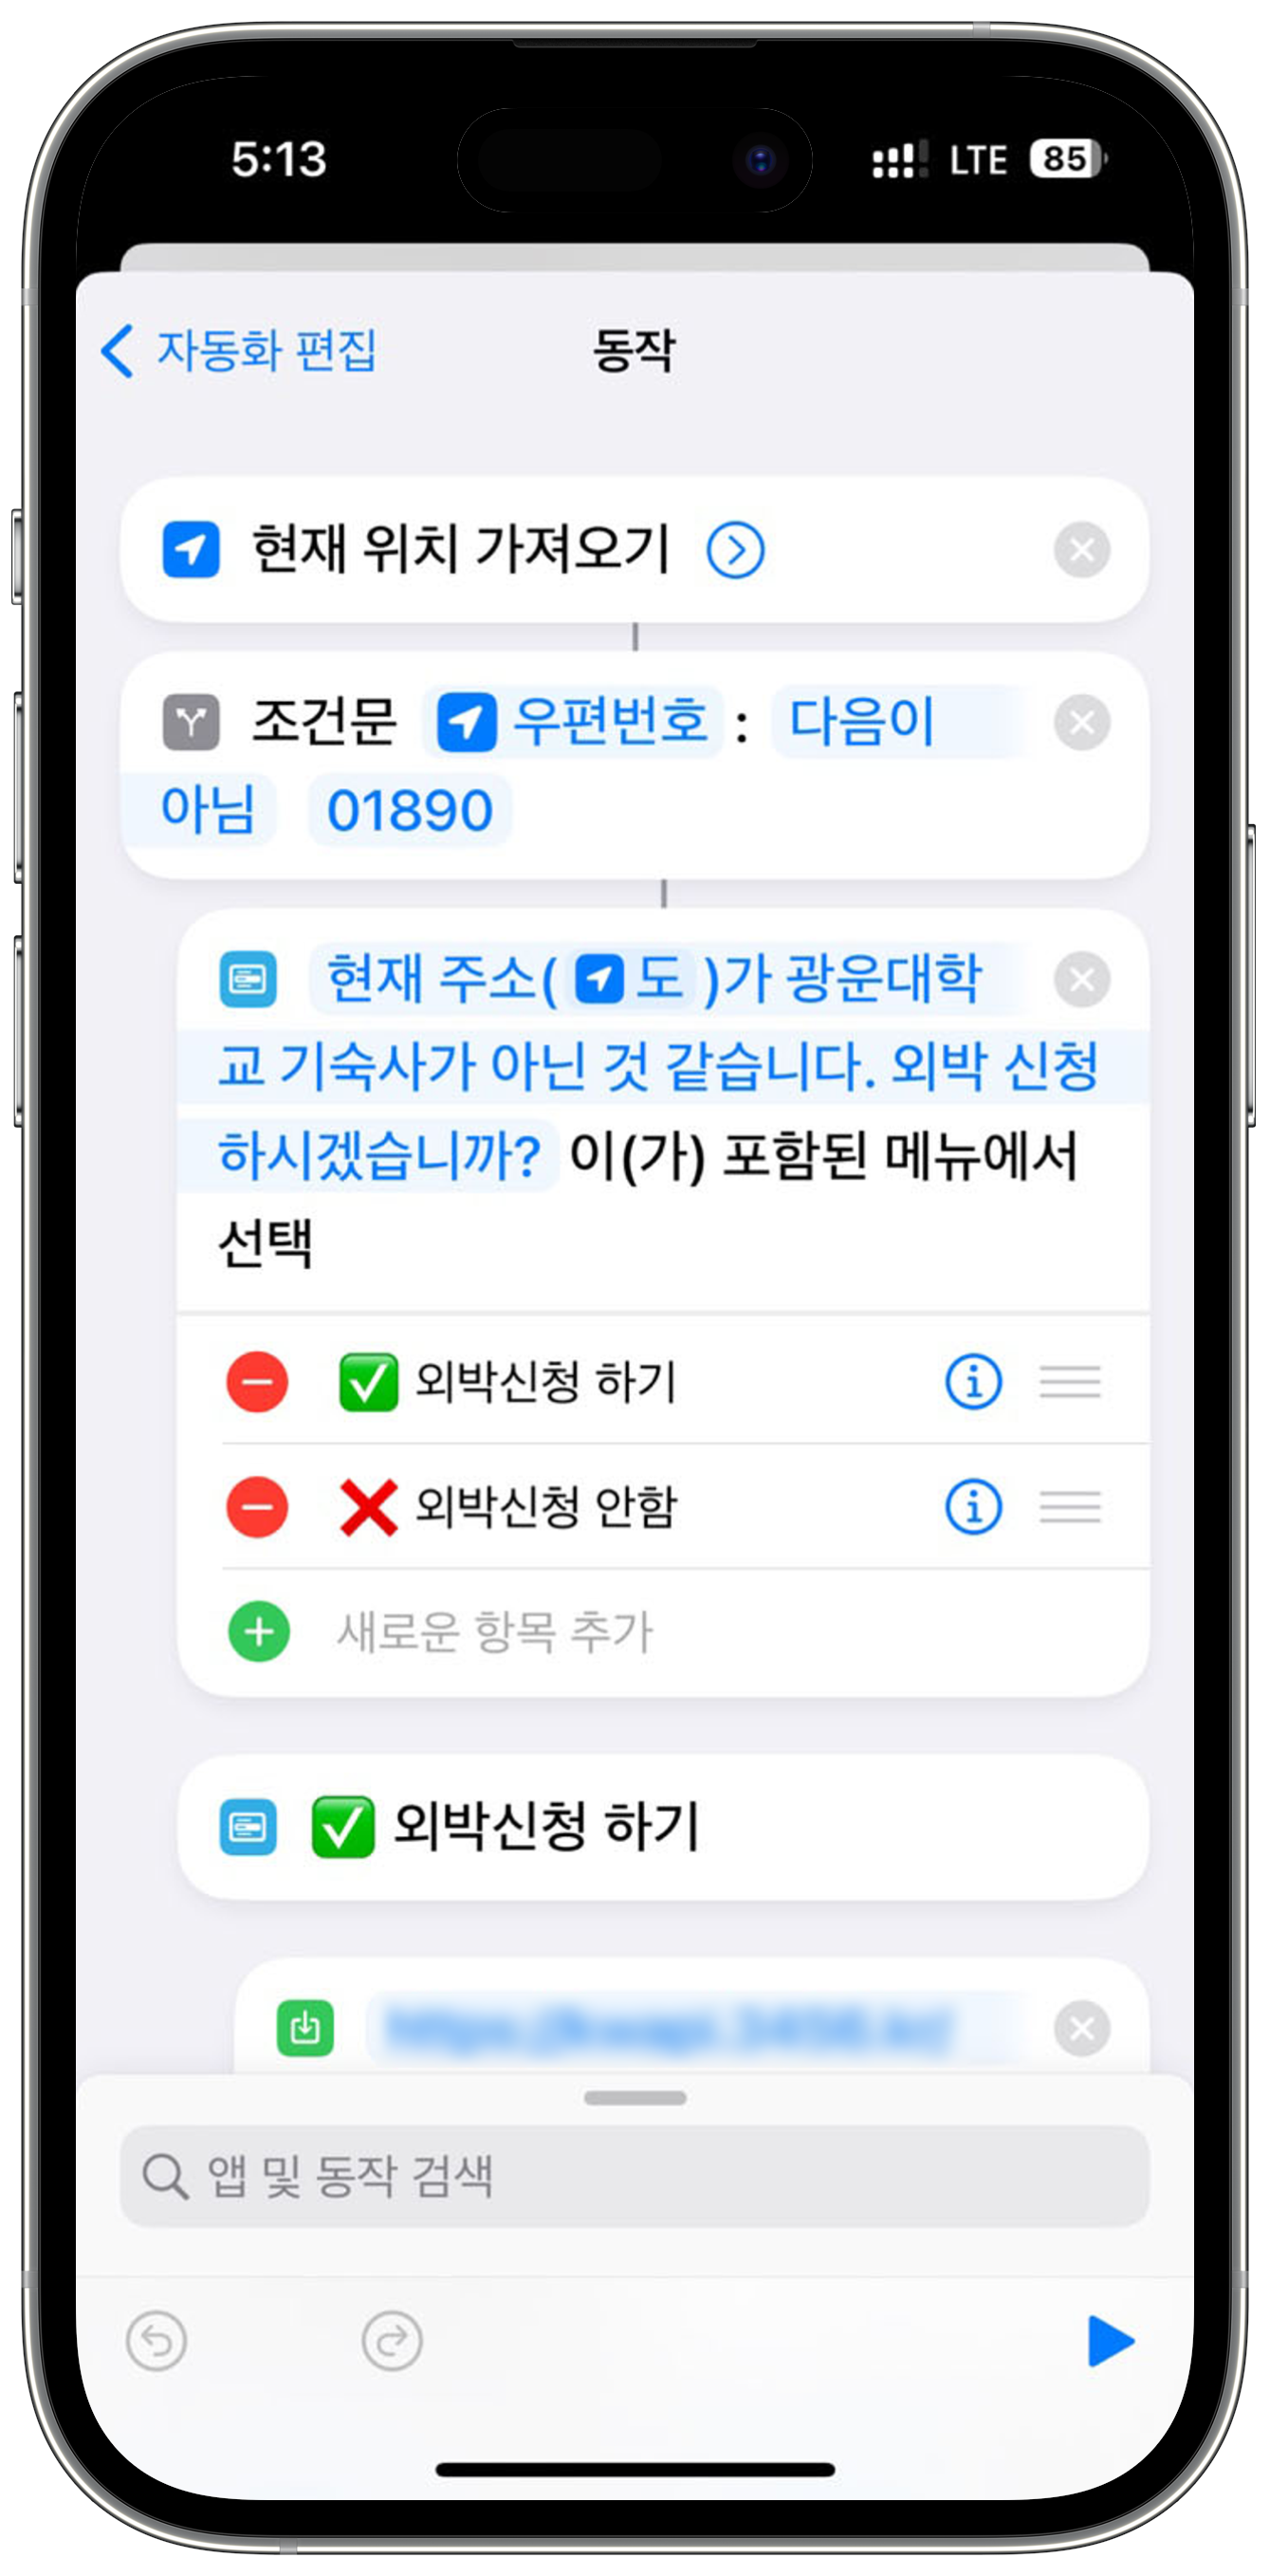 5:13
LTE 85
자동화 편집
동작
현재 위치 가져오기
조건문 우편번호 : 다음이
아님 01890
현재 주소( 도 )가 광운대학
교 기숙사가 아닌 것 같습니다. 외박 신청
하시겠습니까? 이(가) 포함된 메뉴에서
선택
외박신청 하기
외박신청 안함
새로운 항목 추가
외박신청 하기
앱 및 동작 검색